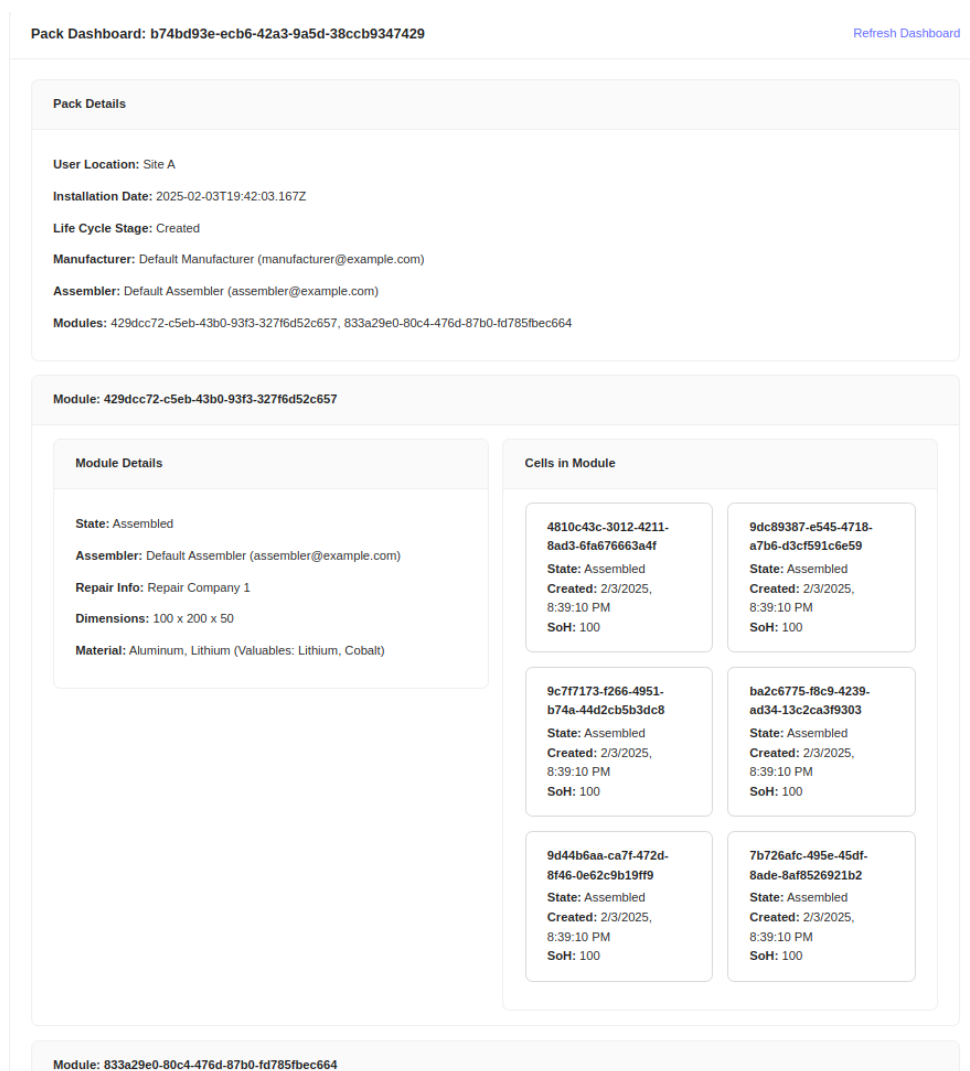 Pack Dashboard: b74bd93e-ecb6-42a3-9a5d-38ccb9347429
Refresh Dashboard
Pack Details
User Location: Site A
Installation Date: 2025-02-03T19:42:03.167Z
Life Cycle Stage: Created
Manufacturer: Default Manufacturer (manufacturer@example.com)
Assembler: Default Assembler (assembler@example.com)
Modules: 429dcc72-c5eb-43b0-93f3-327f6d52c657, 833a29e0-80c4-476d-87b0-fd785fbec664
Module: 429dcc72-c5eb-43b0-93f3-327f6d52c657
Module Details
State: Assembled
Assembler: Default Assembler (assembler@example.com)
Repair Info: Repair Company 1
Dimensions: 100 x 200 x 50
Material: Aluminum, Lithium (Valuables: Lithium, Cobalt)
Cells in Module
4810c43c-3012-4211-
8ad3-6fa676663a4f
State: Assembled
Created: 2/3/2025,
8:39:10 PM
SoH: 100
9dc89387-e545-4718-
a7b6-d3cf591c6e59
State: Assembled
Created: 2/3/2025,
8:39:10 PM
SoH: 100
9c7f7173-f266-4951-
b74a-44d2cb5b3dc8
State: Assembled
Created: 2/3/2025,
8:39:10 PM
SoH: 100
ba2c6775-f8c9-4239-
ad34-13c2ca3f9303
State: Assembled
Created: 2/3/2025,
8:39:10 PM
SoH: 100
9d44b6aa-ca7f-472d-
8f46-0e62c9b19ff9
State: Assembled
Created: 2/3/2025,
8:39:10 PM
SoH: 100
7b726afc-495e-45df-
8ade-8af8526921b2
State: Assembled
Created: 2/3/2025,
8:39:10 PM
SoH: 100
Module: 833a29e0-80c4-476d-87b0-fd785fbec664